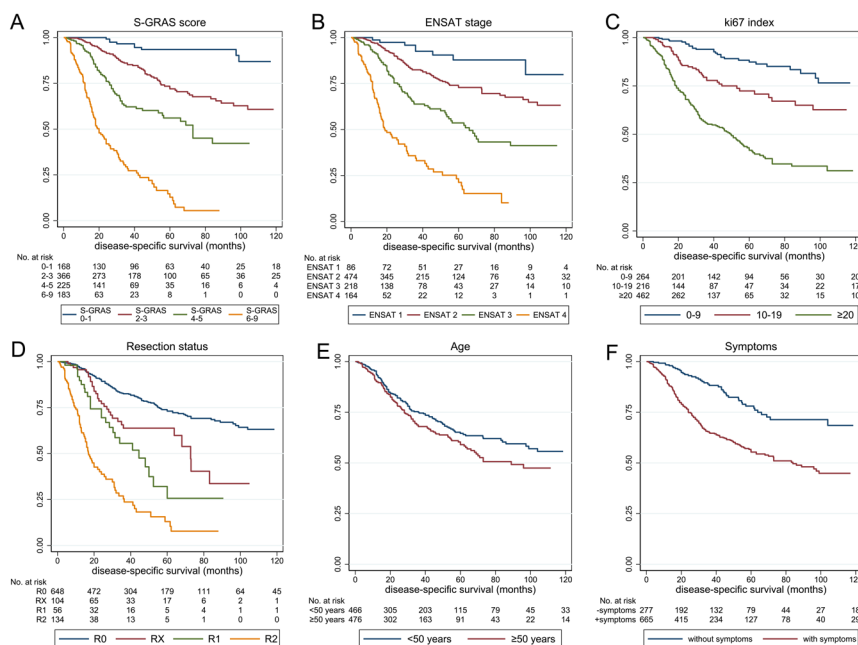 A
S-GRAS score
1.00
0.75
0.50
0.25
0.00
0 20 40 60 80 100 120
disease-specific survival (months)
No. at risk
0-1 168 130 96 63 40 25 18
2-3 366 273 178 100 65 36 25
4-5 225 141 69 35 16 6 4
6-9 183 63 23 8 1 0 0
S-GRAS 0-1 S-GRAS 2-3 S-GRAS 4-5 S-GRAS 6-9
B
ENSAT stage
1.00
0.75
0.50
0.25
0.00
0 20 40 60 80 100 120
disease-specific survival (months)
No. at risk
ENSAT 1 86 72 51 27 16 9 4
ENSAT 2 474 345 215 124 76 43 32
ENSAT 3 218 138 78 43 27 14 10
ENSAT 4 164 52 22 12 3 1 1
ENSAT 1 ENSAT 2 ENSAT 3 ENSAT 4
C
ki67 index
1.00
0.75
0.50
0.25
0.00
0 20 40 60 80 100 120
disease-specific survival (months)
No. at risk
0-9 264 201 142 94 56 30 20
10-19 216 144 87 47 34 22 17
≥20 462 262 137 65 32 15 10
0-9 10-19 ≥20
D
Resection status
1.00
0.75
0.50
0.25
0.00
0 20 40 60 80 100 120
disease-specific survival (months)
No. at risk
R0 648 472 304 179 111 64 45
RX 104 65 33 17 6 2 1
R1 56 32 16 5 4 1 1
R2 134 38 13 5 1 0 0
R0 RX R1 R2
E
Age
1.00
0.75
0.50
0.25
0.00
0 20 40 60 80 100 120
disease-specific survival (months)
No. at risk
<50 years 466 305 203 115 79 45 33
≥50 years 476 302 163 91 43 22 14
<50 years ≥50 years
F
Symptoms
1.00
0.75
0.50
0.25
0.00
0 20 40 60 80 100 120
disease-specific survival (months)
No. at risk
-symptoms 277 192 132 79 44 27 18
+symptoms 665 415 234 127 78 40 29
without symptoms with symptoms